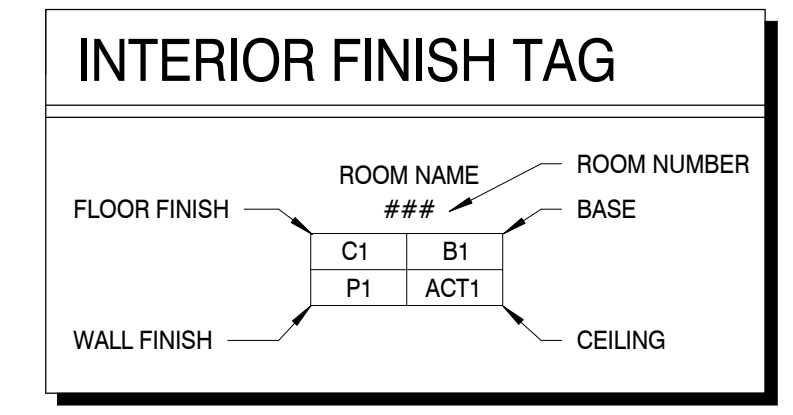 INTERIOR FINISH TAG
ROOM NAME
ROOM NUMBER
FLOOR FINISH
###
BASE
C1 B1
P1 ACT1
WALL FINISH
CEILING